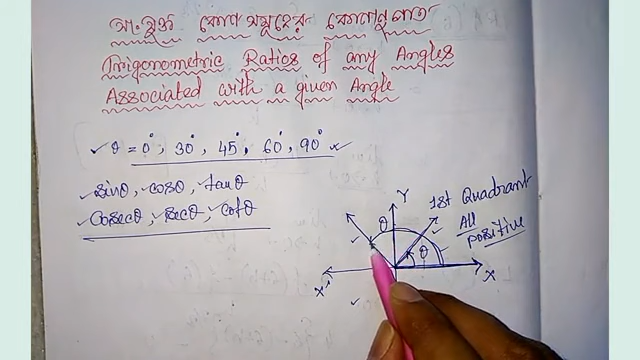 কোণ সমূহের
Trigonometric Ratios of any Angles
Associated with a given Angle
θ = 0°, 30°, 45°, 60°, 90°
sinθ, cosθ, tanθ
Cosecθ, secθ, cotθ
Y
1st Quadrant
All
positive
θ
θ
X
X'